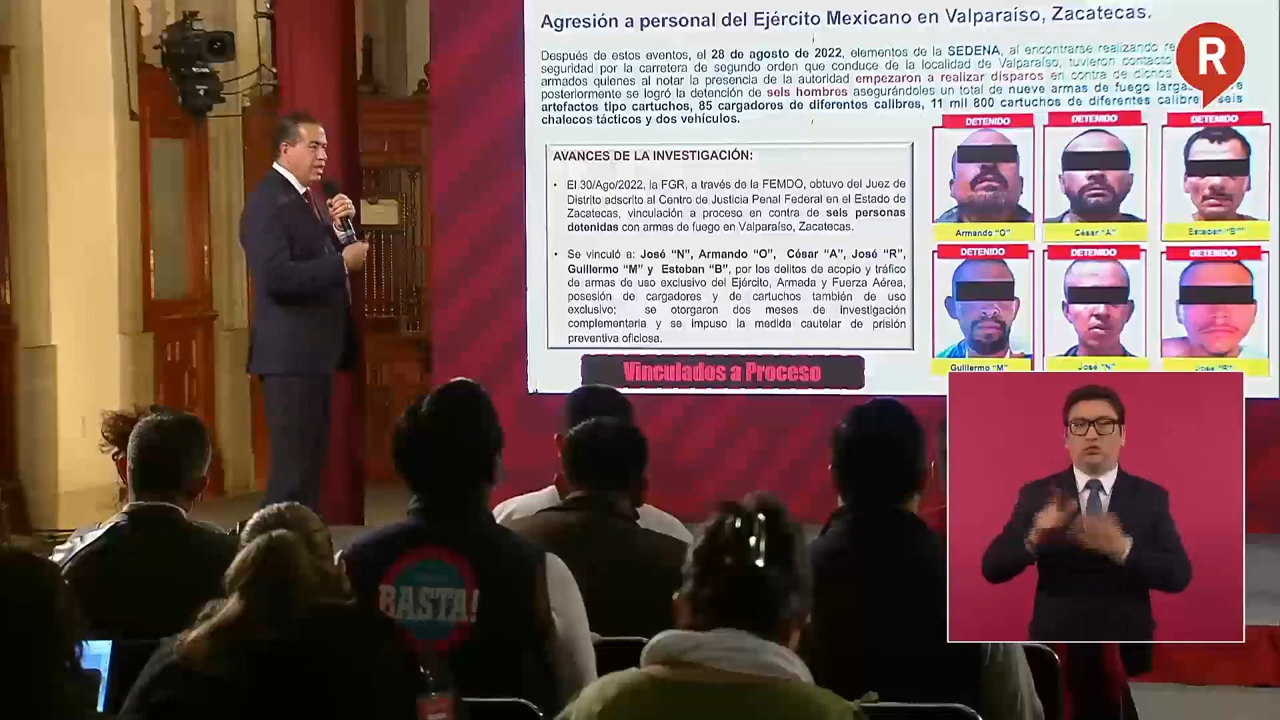 Agresión a personal del Ejército Mexicano en Valparaíso, Zacatecas.
R
Después de estos eventos, el 28 de agosto de 2022, elementos de la SEDENA, al encontrarse realizando
seguridad por la carretera de segundo orden que conduce de la localidad de Valparaíso, tuvieron contacto
armados quienes al notar la presencia de la autoridad empezaron a realizar disparos en contra de dichos
posteriormente se logró la detención de seis hombres asegurándoles un total de nueve armas de fuego
artefactos tipo cartuchos, 85 cargadores de diferentes calibres, 11 mil 800 cartuchos de diferentes seis
chalecos tácticos y dos vehículos.
AVANCES DE LA INVESTIGACIÓN:
• El 30/Ago/2022, la FGR, a través de la FEMDO, obtuvo del Juez de
Distrito adscrito al Centro de Justicia Penal Federal en el Estado de
Zacatecas, vinculación a proceso en contra de seis personas
detenidas con armas de fuego en Valparaíso, Zacatecas.
• Se vinculó a: José "N", Armando "O", César "A", José "R",
Guillermo "M" y Esteban "B", por los delitos de acopio y tráfico
de armas de uso exclusivo del Ejército, Armada y Fuerza Aérea,
posesión de cargadores y de cartuchos también de uso
exclusivo; se otorgaron dos meses de investigación
complementaria y se impuso la medida cautelar de prisión
preventiva oficiosa.
Vinculados a Proceso
DETENIDO DETENIDO DETENIDO
Armando "O" César "A" Esteban "B"
DETENIDO DETENIDO DETENIDO
Guillermo "M" José "N" José "R"
BASTA!